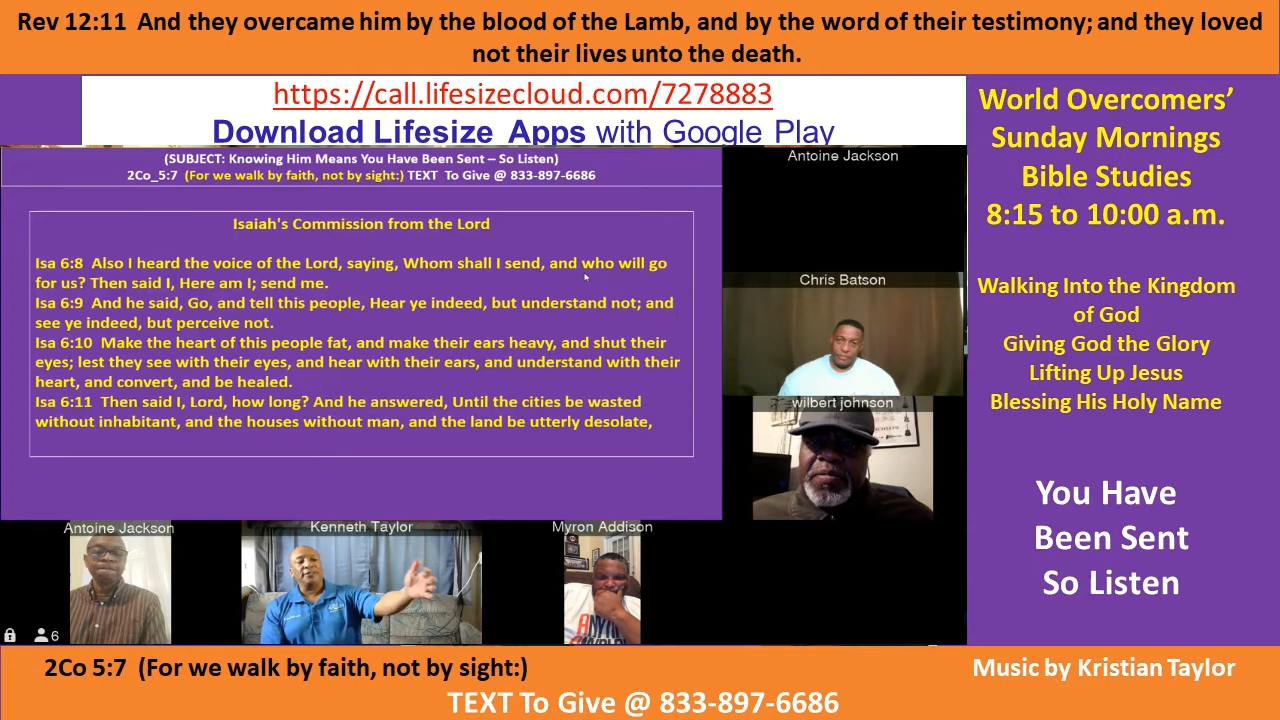 Rev 12:11  And they overcame him by the blood of the Lamb, and by the word of their testimony; and they loved
not their lives unto the death.
https://call.lifesizecloud.com/7278883
Download Lifesize Apps with Google Play
(SUBJECT: Knowing Him Means You Have Been Sent – So Listen)
2Co_5:7 (For we walk by faith, not by sight:) TEXT To Give @ 833-897-6686
Isaiah's Commission from the Lord
Isa 6:8 Also I heard the voice of the Lord, saying, Whom shall I send, and who will go
for us? Then said I, Here am I; send me.
Isa 6:9 And he said, Go, and tell this people, Hear ye indeed, but understand not; and
see ye indeed, but perceive not.
Isa 6:10 Make the heart of this people fat, and make their ears heavy, and shut their
eyes; lest they see with their eyes, and hear with their ears, and understand with their
heart, and convert, and be healed.
Isa 6:11 Then said I, Lord, how long? And he answered, Until the cities be wasted
without inhabitant, and the houses without man, and the land be utterly desolate,
Antoine Jackson
Chris Batson
wilbert johnson
Antoine Jackson
Kenneth Taylor
Myron Addison
6
World Overcomers’
Sunday Mornings
Bible Studies
8:15 to 10:00 a.m.
Walking Into the Kingdom
of God
Giving God the Glory
Lifting Up Jesus
Blessing His Holy Name
You Have
Been Sent
So Listen
2Co 5:7 (For we walk by faith, not by sight:)
Music by Kristian Taylor
TEXT To Give @ 833-897-6686